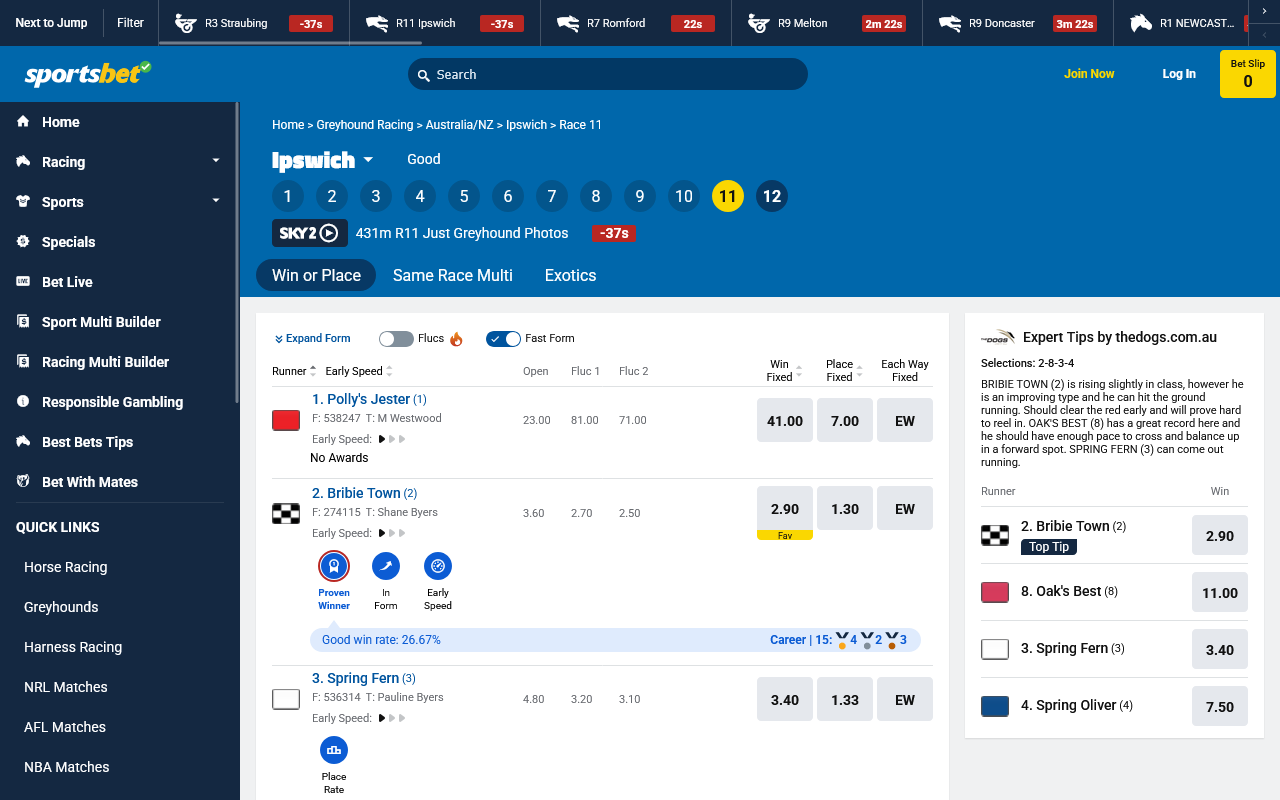 Next to Jump
Filter
R3 Straubing
-37s
R11 Ipswich
-37s
R7 Romford
22s
R9 Melton
2m 22s
R9 Doncaster
3m 22s
R1 NEWCAST...
sportsbet
Search
Join Now
Log In
Bet Slip
0
Home
Racing
Sports
Specials
Bet Live
Sport Multi Builder
Racing Multi Builder
Responsible Gambling
Best Bets Tips
Bet With Mates
QUICK LINKS
Horse Racing
Greyhounds
Harness Racing
NRL Matches
AFL Matches
NBA Matches
Home > Greyhound Racing > Australia/NZ > Ipswich > Race 11
Ipswich
Good
1 2 3 4 5 6 7 8 9 10 11 12
SKY2
431m R11 Just Greyhound Photos
-37s
Win or Place
Same Race Multi
Exotics
Expand Form
Flucs
Fast Form
Runner
Early Speed
Open
Fluc 1
Fluc 2
Win Fixed
Place Fixed
Each Way Fixed
1. Polly's Jester (1)
F: 538247 T: M Westwood
Early Speed:
No Awards
23.00
81.00
71.00
41.00
7.00
EW
2. Bribie Town (2)
F: 274115 T: Shane Byers
Early Speed:
3.60
2.70
2.50
2.90
Fav
1.30
EW
Proven Winner
In Form
Early Speed
Good win rate: 26.67%
Career | 15: 4 2 3
3. Spring Fern (3)
F: 536314 T: Pauline Byers
Early Speed:
4.80
3.20
3.10
3.40
1.33
EW
Place Rate
Expert Tips by thedogs.com.au
Selections: 2-8-3-4
BRIBIE TOWN (2) is rising slightly in class, however he
is an improving type and he can hit the ground
running. Should clear the red early and will prove hard
to reel in. OAK'S BEST (8) has a great record here and
he should have enough pace to cross and balance up
in a forward spot. SPRING FERN (3) can come out
running.
Runner
Win
2. Bribie Town (2)
Top Tip
2.90
8. Oak's Best (8)
11.00
3. Spring Fern (3)
3.40
4. Spring Oliver (4)
7.50